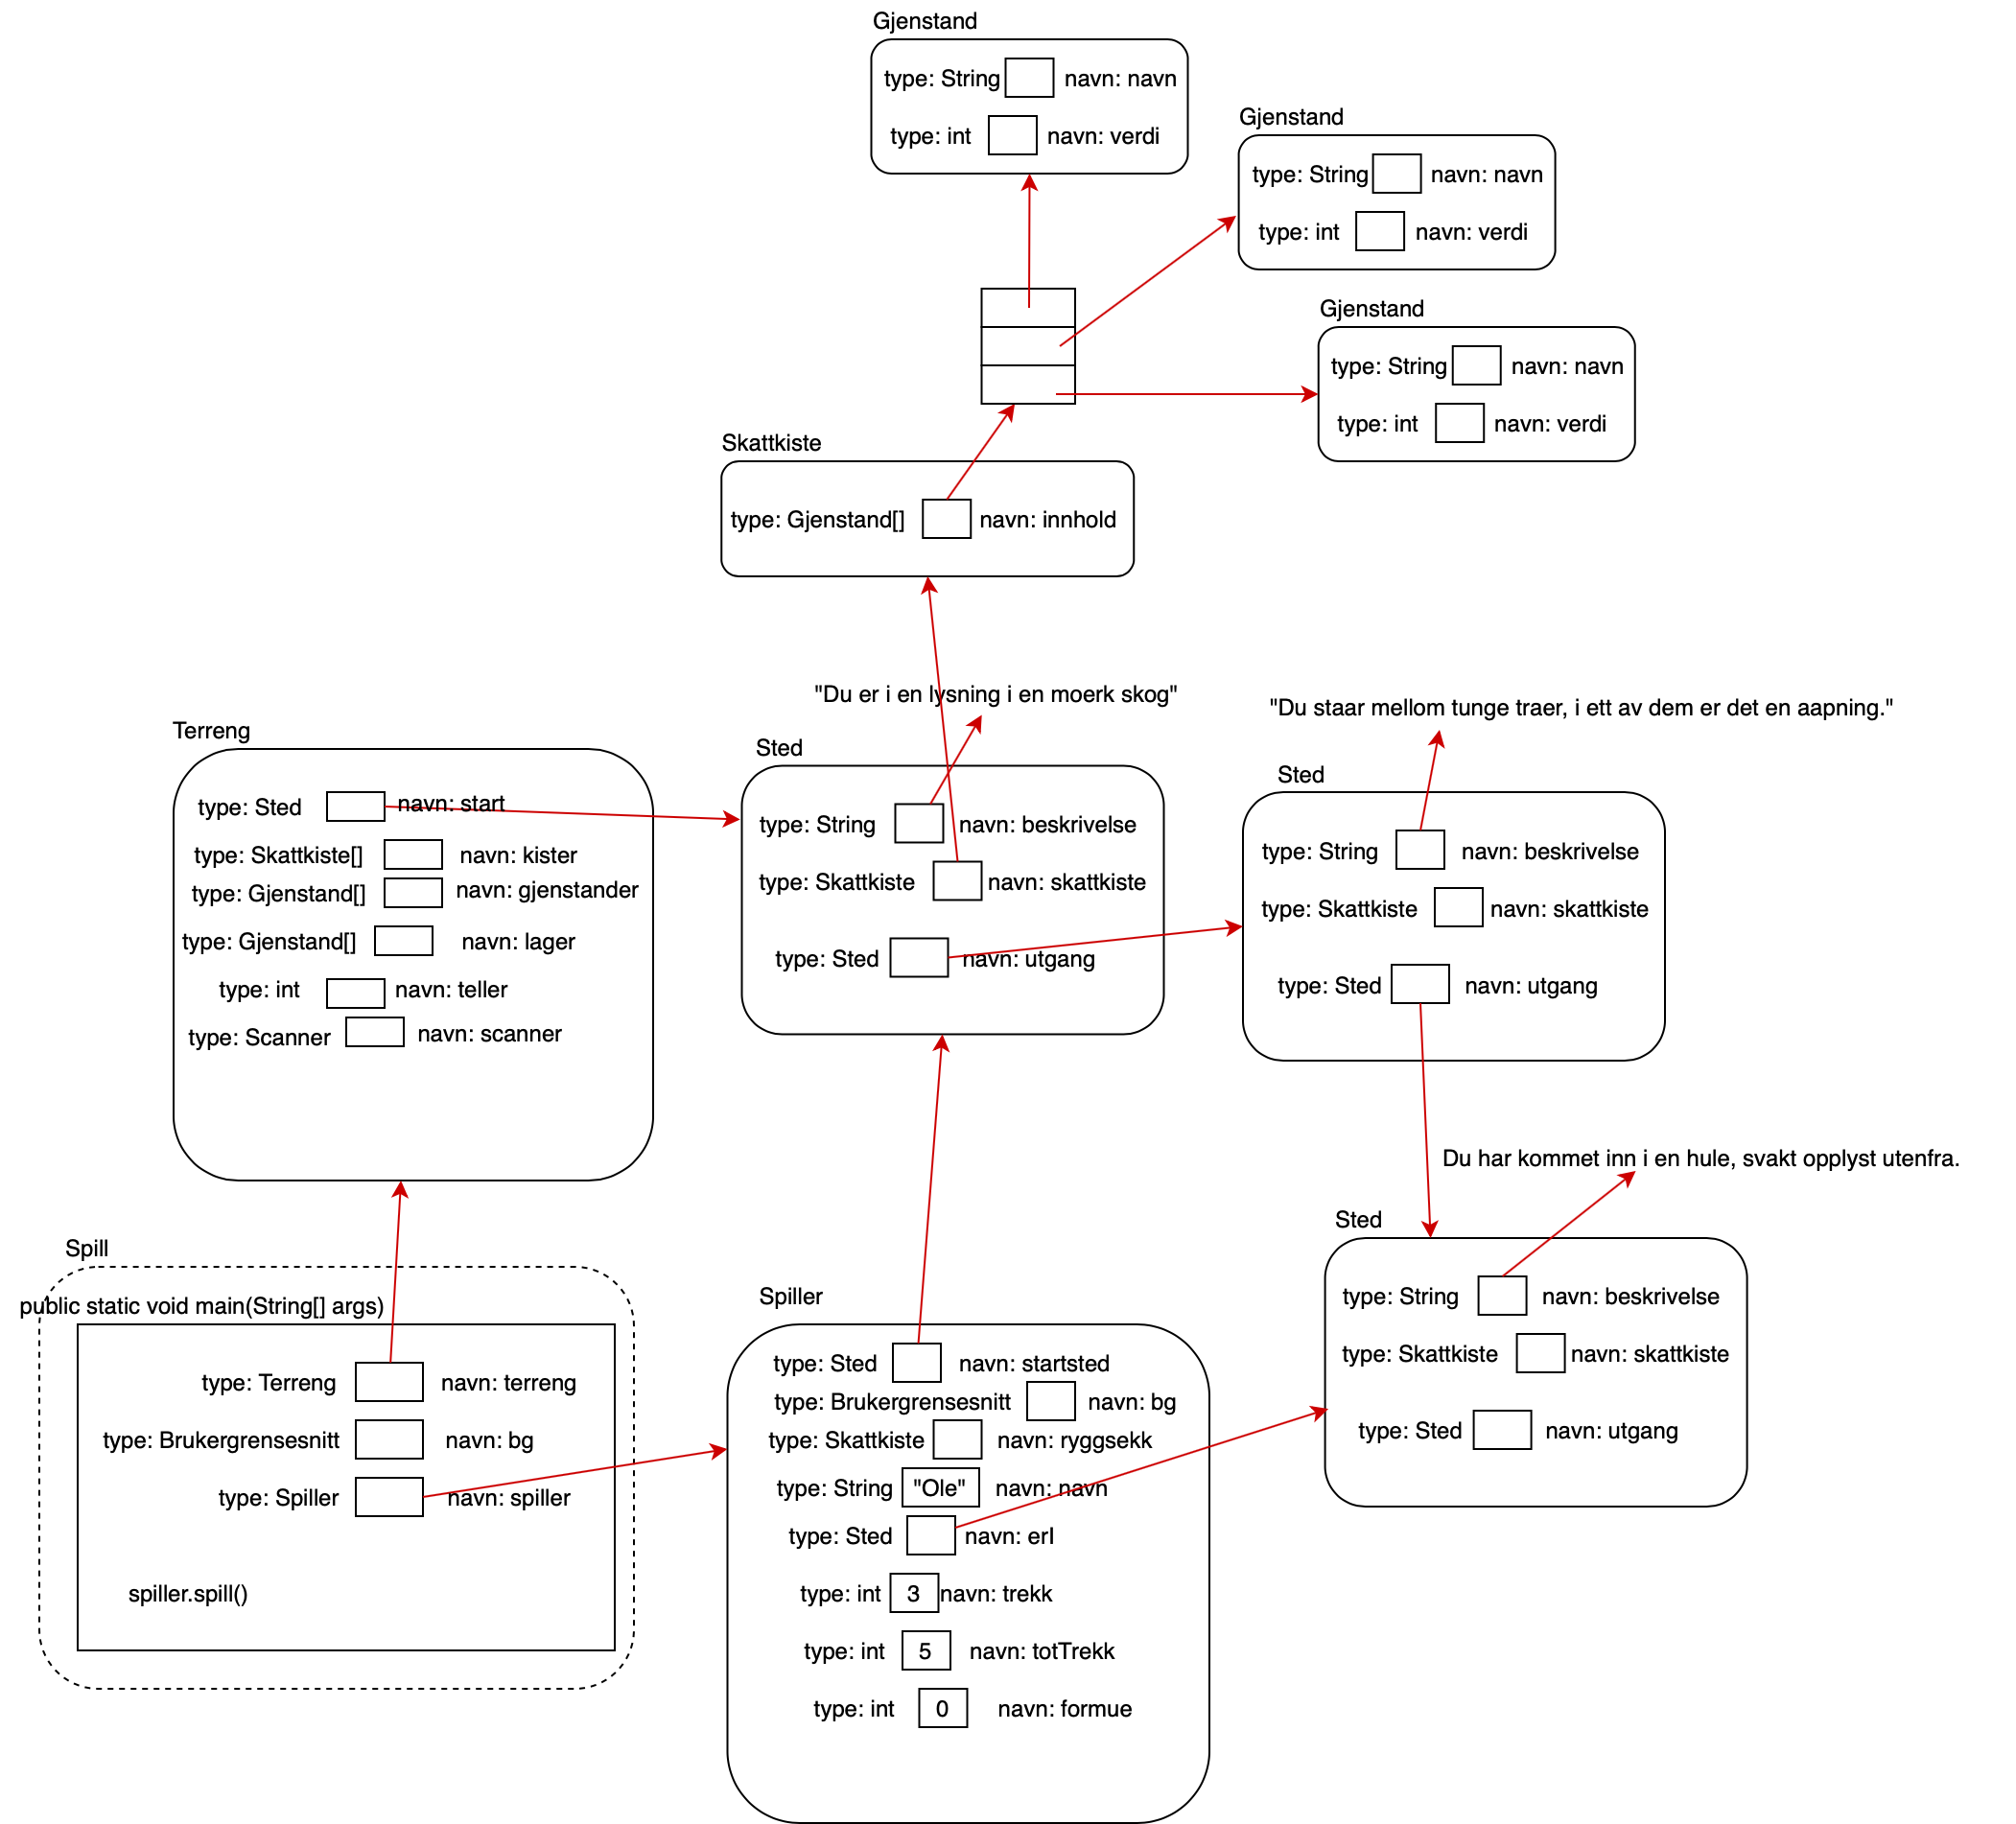 Gjenstand
type: String navn: navn
type: int navn: verdi
Gjenstand
type: String navn: navn
type: int navn: verdi
Gjenstand
type: String navn: navn
type: int navn: verdi
Skattkiste
type: Gjenstand[] navn: innhold
"Du er i en lysning i en moerk skog"
"Du staar mellom tunge traer, i ett av dem er det en aapning."
Terreng
type: Sted navn: start
type: Skattkiste[] navn: kister
type: Gjenstand[] navn: gjenstander
type: Gjenstand[] navn: lager
type: int navn: teller
type: Scanner navn: scanner
Sted
type: String navn: beskrivelse
type: Skattkiste navn: skattkiste
type: Sted navn: utgang
Sted
type: String navn: beskrivelse
type: Skattkiste navn: skattkiste
type: Sted navn: utgang
Du har kommet inn i en hule, svakt opplyst utenfra.
Sted
type: String navn: beskrivelse
type: Skattkiste navn: skattkiste
type: Sted navn: utgang
Spill
public static void main(String[] args)
type: Terreng navn: terreng
type: Brukergrensesnitt navn: bg
type: Spiller navn: spiller
spiller.spill()
Spiller
type: Sted navn: startsted
type: Brukergrensesnitt navn: bg
type: Skattkiste navn: ryggsekk
type: String "Ole" navn: navn
type: Sted navn: erI
type: int 3 navn: trekk
type: int 5 navn: totTrekk
type: int 0 navn: formue